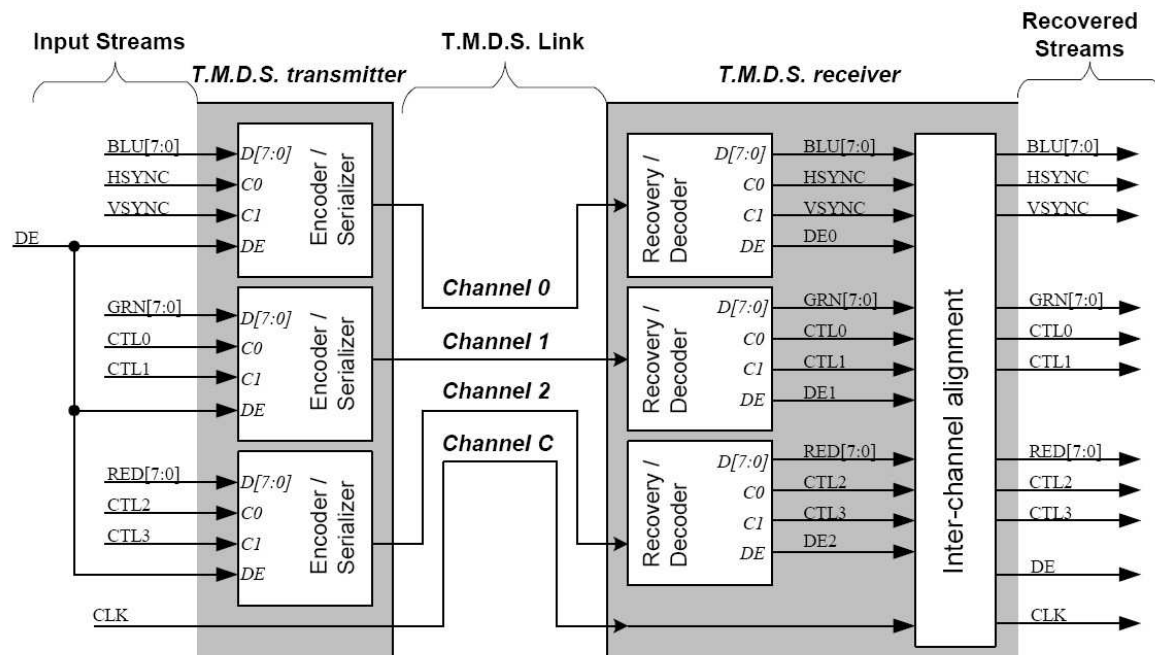 Input Streams
T.M.D.S. Link
Recovered
Streams
T.M.D.S. transmitter
T.M.D.S. receiver
BLU[7:0]
HSYNC
VSYNC
DE
D[7:0]
C0
C1
DE
Encoder /
Serializer
GRN[7:0]
CTL0
CTL1
D[7:0]
C0
C1
DE
Encoder /
Serializer
RED[7:0]
CTL2
CTL3
D[7:0]
C0
C1
DE
Encoder /
Serializer
CLK
Channel 0
Channel 1
Channel 2
Channel C
Recovery /
Decoder
D[7:0]
C0
C1
DE
BLU[7:0]
HSYNC
VSYNC
DE0
Recovery /
Decoder
D[7:0]
C0
C1
DE
GRN[7:0]
CTL0
CTL1
DE1
Recovery /
Decoder
D[7:0]
C0
C1
DE
RED[7:0]
CTL2
CTL3
DE2
Inter-channel alignment
BLU[7:0]
HSYNC
VSYNC
GRN[7:0]
CTL0
CTL1
RED[7:0]
CTL2
CTL3
DE
CLK